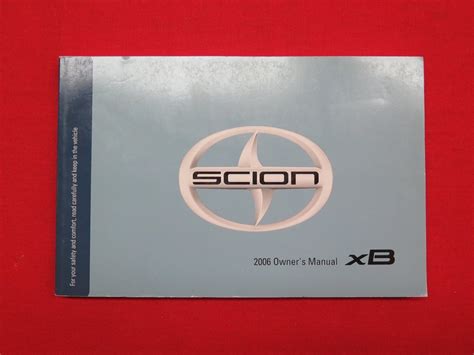 For your safety and comfort, read carefully and keep in the vehicle
SCION
2006 Owner's Manual xB